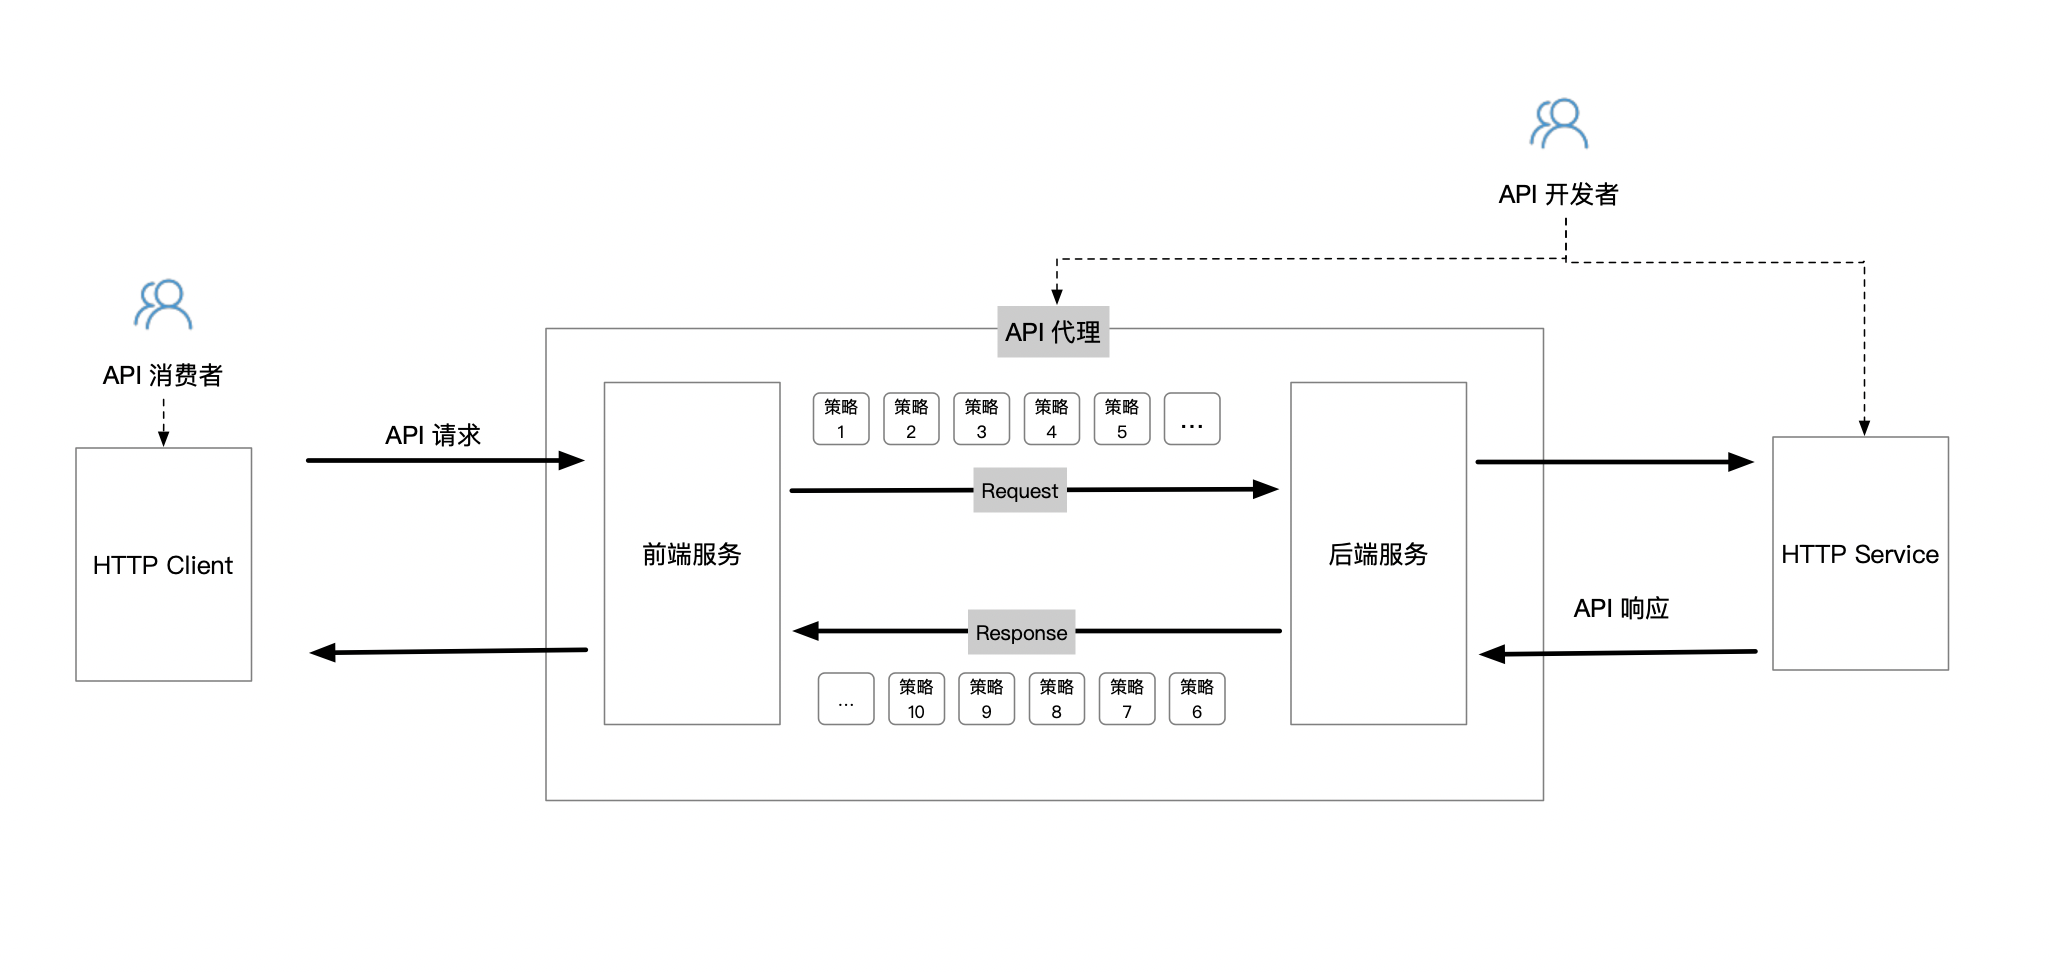 API 开发者
API 代理
API 消费者
API 请求
HTTP Client
前端服务
策略
1
策略
2
策略
3
策略
4
策略
5
...
Request
Response
...
策略
10
策略
9
策略
8
策略
7
策略
6
后端服务
API 响应
HTTP Service